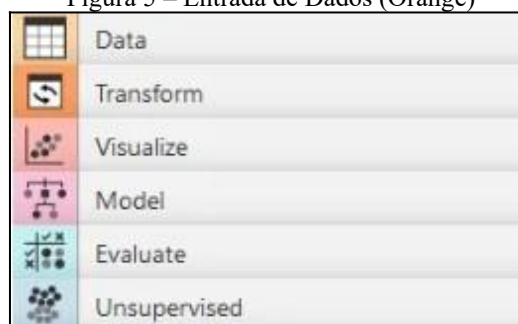 Figura 5 – Entrada de Dados (Orange)
Data
Transform
Visualize
Model
Evaluate
Unsupervised